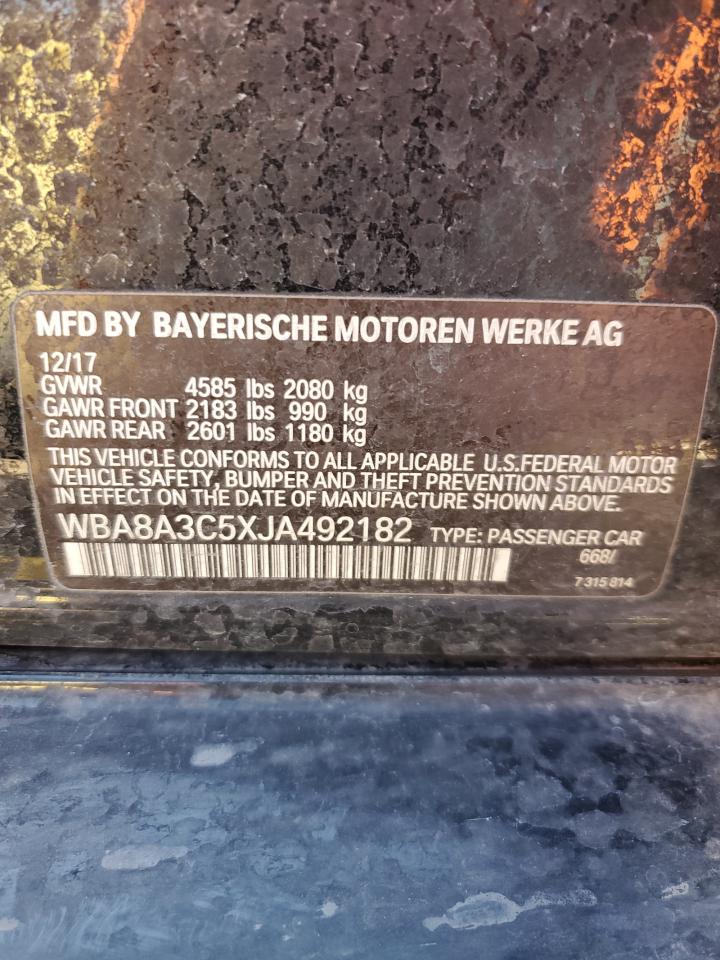 MFD BY BAYERISCHE MOTOREN WERKE AG
12/17
GVWR 4585 lbs 2080 kg
GAWR FRONT 2183 lbs 990 kg
GAWR REAR 2601 lbs 1180 kg
THIS VEHICLE CONFORMS TO ALL APPLICABLE U.S.FEDERAL MOTOR
VEHICLE SAFETY, BUMPER AND THEFT PREVENTION STANDARDS
IN EFFECT ON THE DATE OF MANUFACTURE SHOWN ABOVE.
WBA8A3C5XJA492182 TYPE: PASSENGER CAR
668/
7 315 814